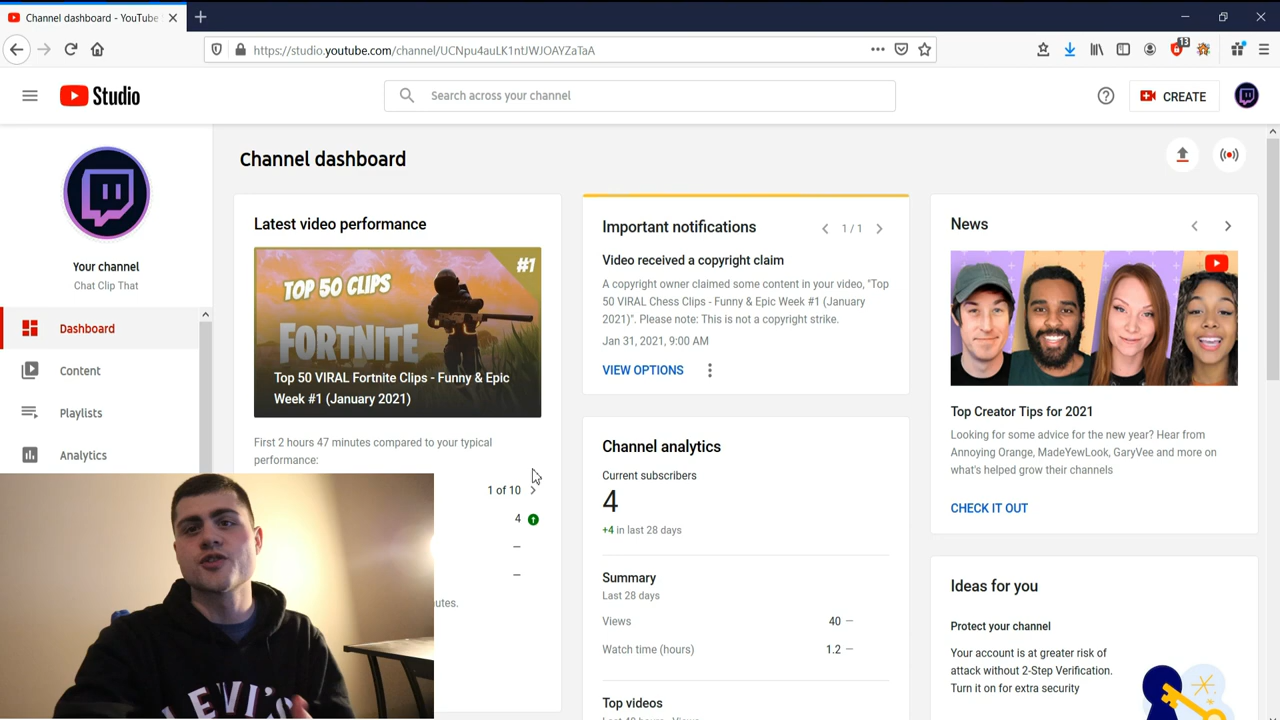 Channel dashboard - YouTube
https://studio.youtube.com/channel/UCNpu4auLK1ntJWJOAYZaTaA
13
Studio
Search across your channel
CREATE
Your channel
Chat Clip That
Dashboard
Content
Playlists
Analytics
Channel dashboard
Latest video performance
#1
TOP 50 CLIPS
FORTNITE
Top 50 VIRAL Fortnite Clips - Funny & Epic
Week #1 (January 2021)
First 2 hours 47 minutes compared to your typical
performance:
1 of 10
4
–
–
utes.
LEVI'S
Important notifications
1 / 1
Video received a copyright claim
A copyright owner claimed some content in your video, "Top
50 VIRAL Chess Clips - Funny & Epic Week #1 (January
2021)". Please note: This is not a copyright strike.
Jan 31, 2021, 9:00 AM
VIEW OPTIONS
Channel analytics
Current subscribers
4
+4 in last 28 days
Summary
Last 28 days
Views 40 –
Watch time (hours) 1.2 –
Top videos
Last 48 hours · Views
News
Top Creator Tips for 2021
Looking for some advice for the new year? Hear from
Annoying Orange, MadeYewLook, GaryVee and more on
what's helped grow their channels
CHECK IT OUT
Ideas for you
Protect your channel
Your account is at greater risk of
attack without 2-Step Verification.
Turn it on for extra security